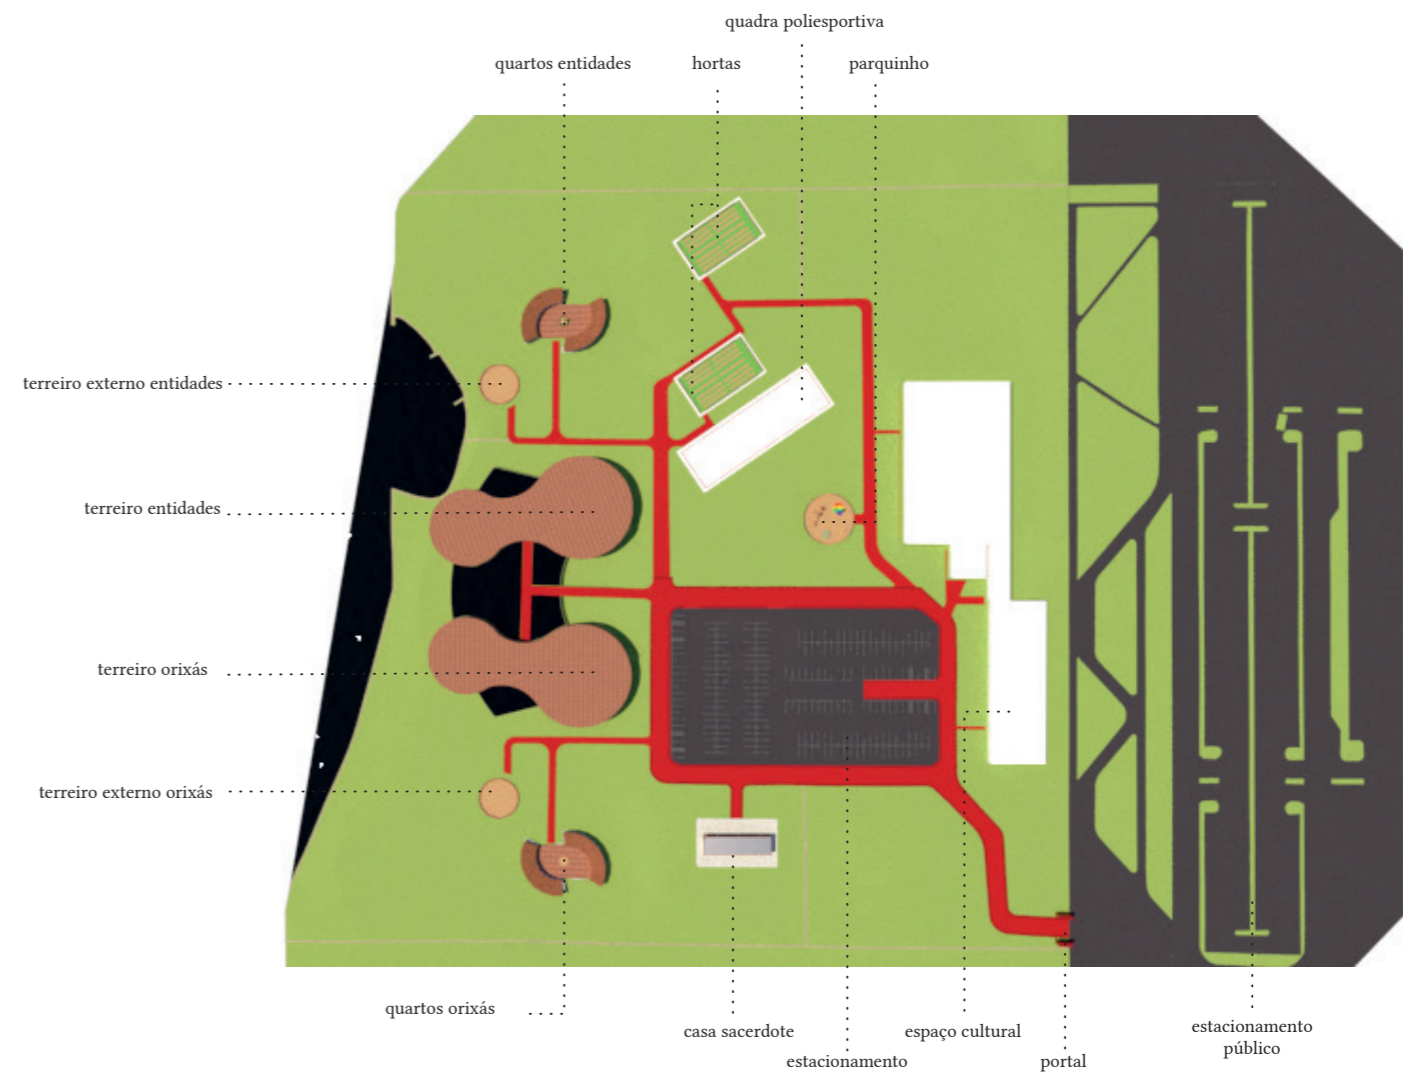 quadra poliesportiva
quartos entidades
hortas
parquinho
terreiro externo entidades
terreiro entidades
terreiro orixás
terreiro externo orixás
quartos orixás
casa sacerdote
estacionamento
espaço cultural
portal
estacionamento
público